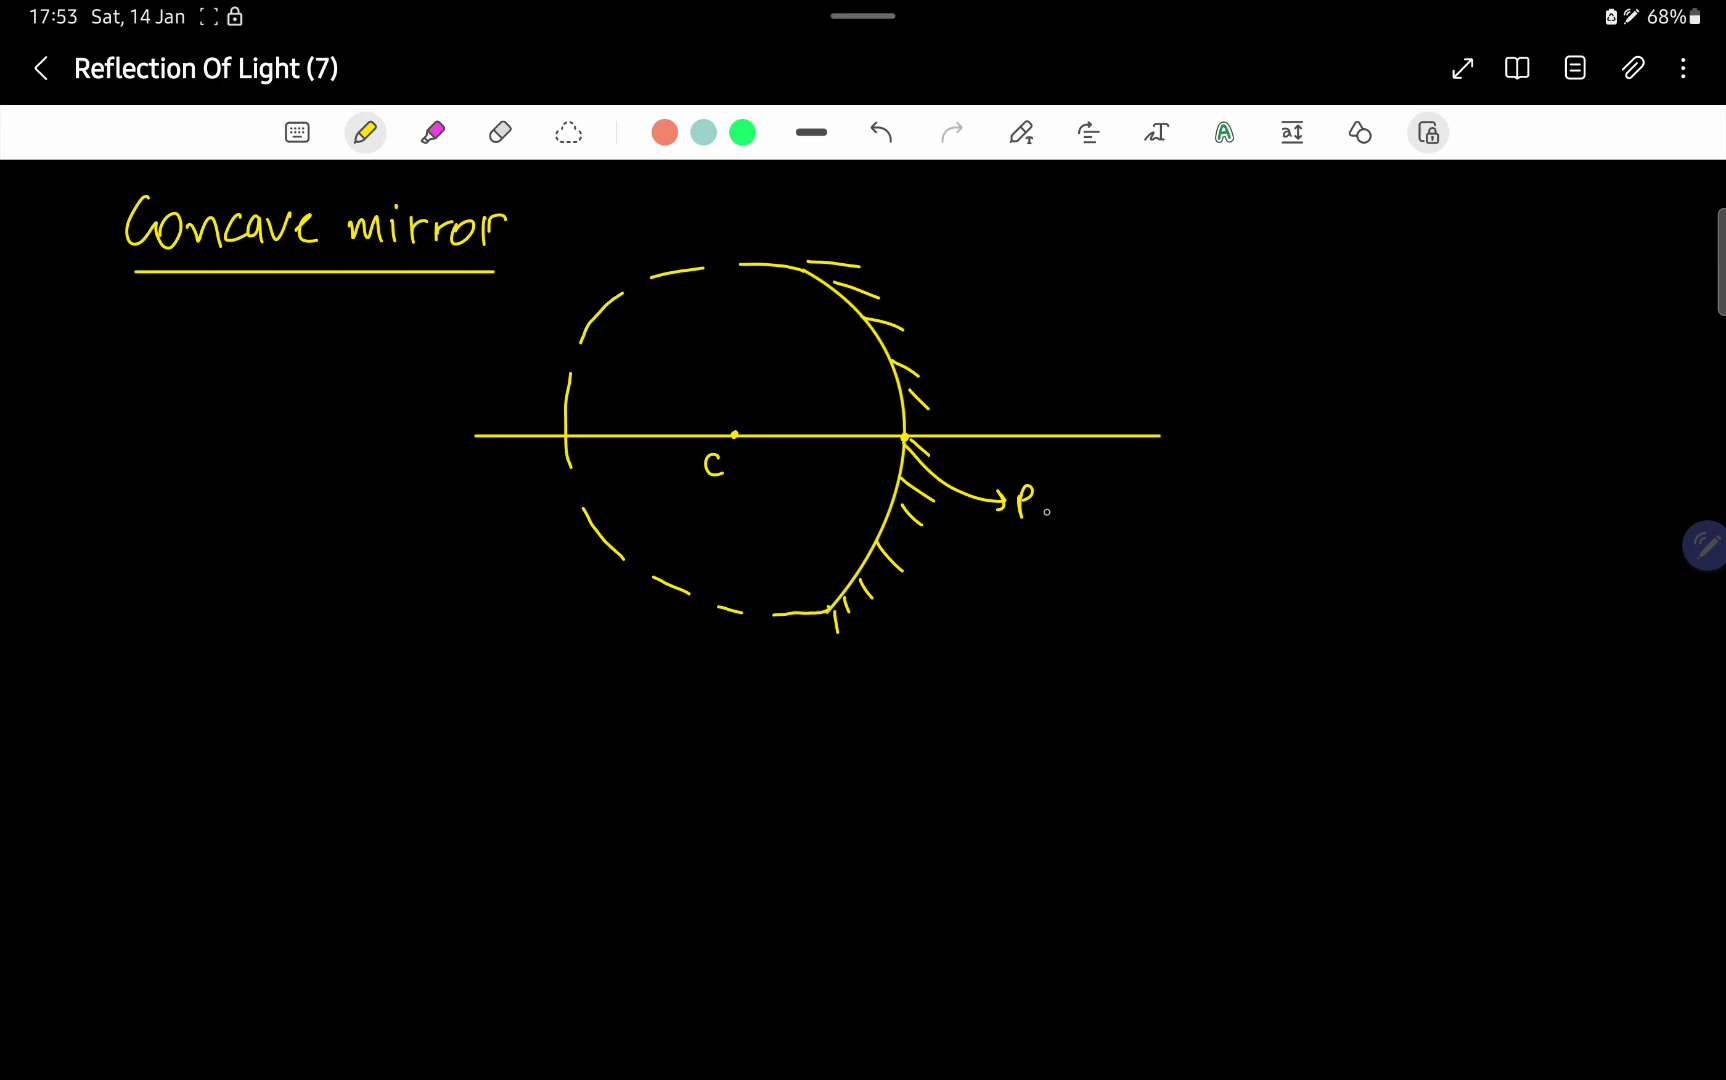 17:53 Sat, 14 Jan 68%
Reflection Of Light (7)
Concave mirror
C
P